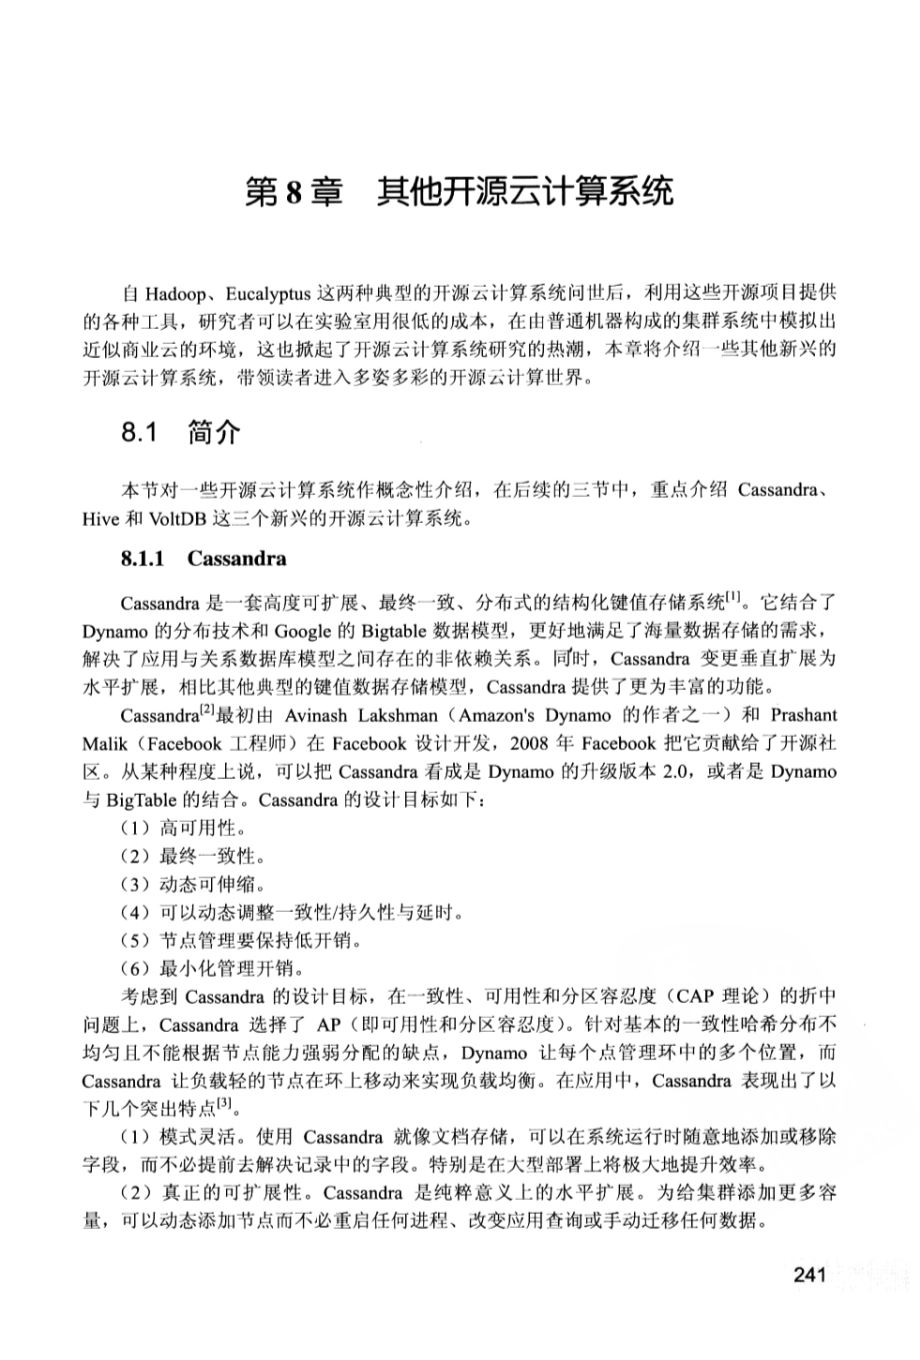 第 8 章　其他开源云计算系统
自 Hadoop、Eucalyptus 这两种典型的开源云计算系统问世后，利用这些开源项目提供
的各种工具，研究者可以在实验室用很低的成本，在由普通机器构成的集群系统中模拟出
近似商业云的环境，这也掀起了开源云计算系统研究的热潮，本章将介绍一些其他新兴的
开源云计算系统，带领读者进入多姿多彩的开源云计算世界。
8.1　简介
本节对一些开源云计算系统作概念性介绍，在后续的三节中，重点介绍 Cassandra、
Hive 和 VoltDB 这三个新兴的开源云计算系统。
8.1.1　Cassandra
Cassandra 是一套高度可扩展、最终一致、分布式的结构化键值存储系统[1]。它结合了
Dynamo 的分布技术和 Google 的 Bigtable 数据模型，更好地满足了海量数据存储的需求，
解决了应用与关系数据库模型之间存在的非依赖关系。同时，Cassandra 变更垂直扩展为
水平扩展，相比其他典型的键值数据存储模型，Cassandra 提供了更为丰富的功能。
Cassandra[2]最初由 Avinash Lakshman（Amazon's Dynamo 的作者之一）和 Prashant
Malik（Facebook 工程师）在 Facebook 设计开发，2008 年 Facebook 把它贡献给了开源社
区。从某种程度上说，可以把 Cassandra 看成是 Dynamo 的升级版本 2.0，或者是 Dynamo
与 BigTable 的结合。Cassandra 的设计目标如下：
（1）高可用性。
（2）最终一致性。
（3）动态可伸缩。
（4）可以动态调整一致性/持久性与延时。
（5）节点管理要保持低开销。
（6）最小化管理开销。
考虑到 Cassandra 的设计目标，在一致性、可用性和分区容忍度（CAP 理论）的折中
问题上，Cassandra 选择了 AP（即可用性和分区容忍度）。针对基本的一致性哈希分布不
均匀且不能根据节点能力强弱分配的缺点，Dynamo 让每个点管理环中的多个位置，而
Cassandra 让负载轻的节点在环上移动来实现负载均衡。在应用中，Cassandra 表现出了以
下几个突出特点[3]。
（1）模式灵活。使用 Cassandra 就像文档存储，可以在系统运行时随意地添加或移除
字段，而不必提前去解决记录中的字段。特别是在大型部署上将极大地提升效率。
（2）真正的可扩展性。Cassandra 是纯粹意义上的水平扩展。为给集群添加更多容
量，可以动态添加节点而不必重启任何进程、改变应用查询或手动迁移任何数据。
241